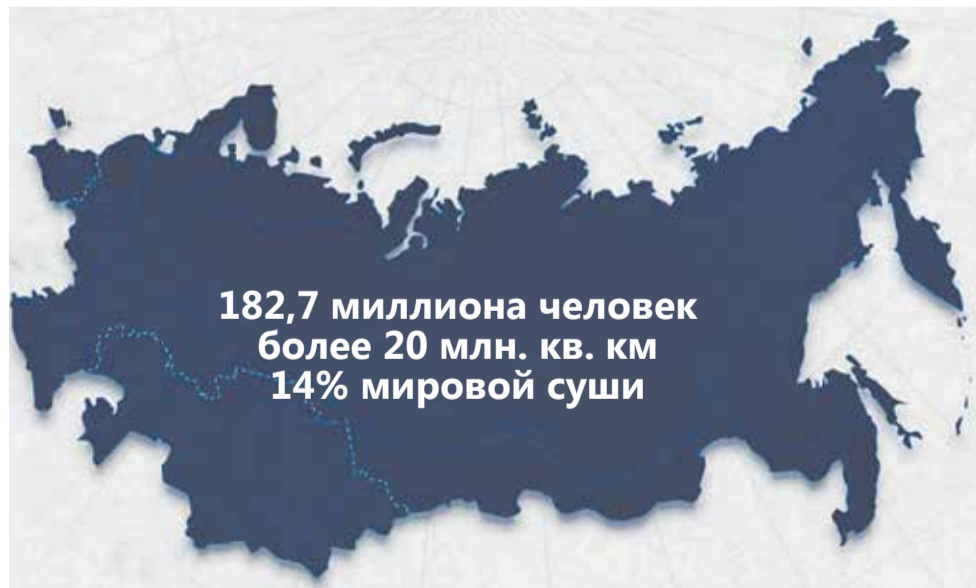 182,7 миллиона человек
более 20 млн. кв. км
14% мировой суши